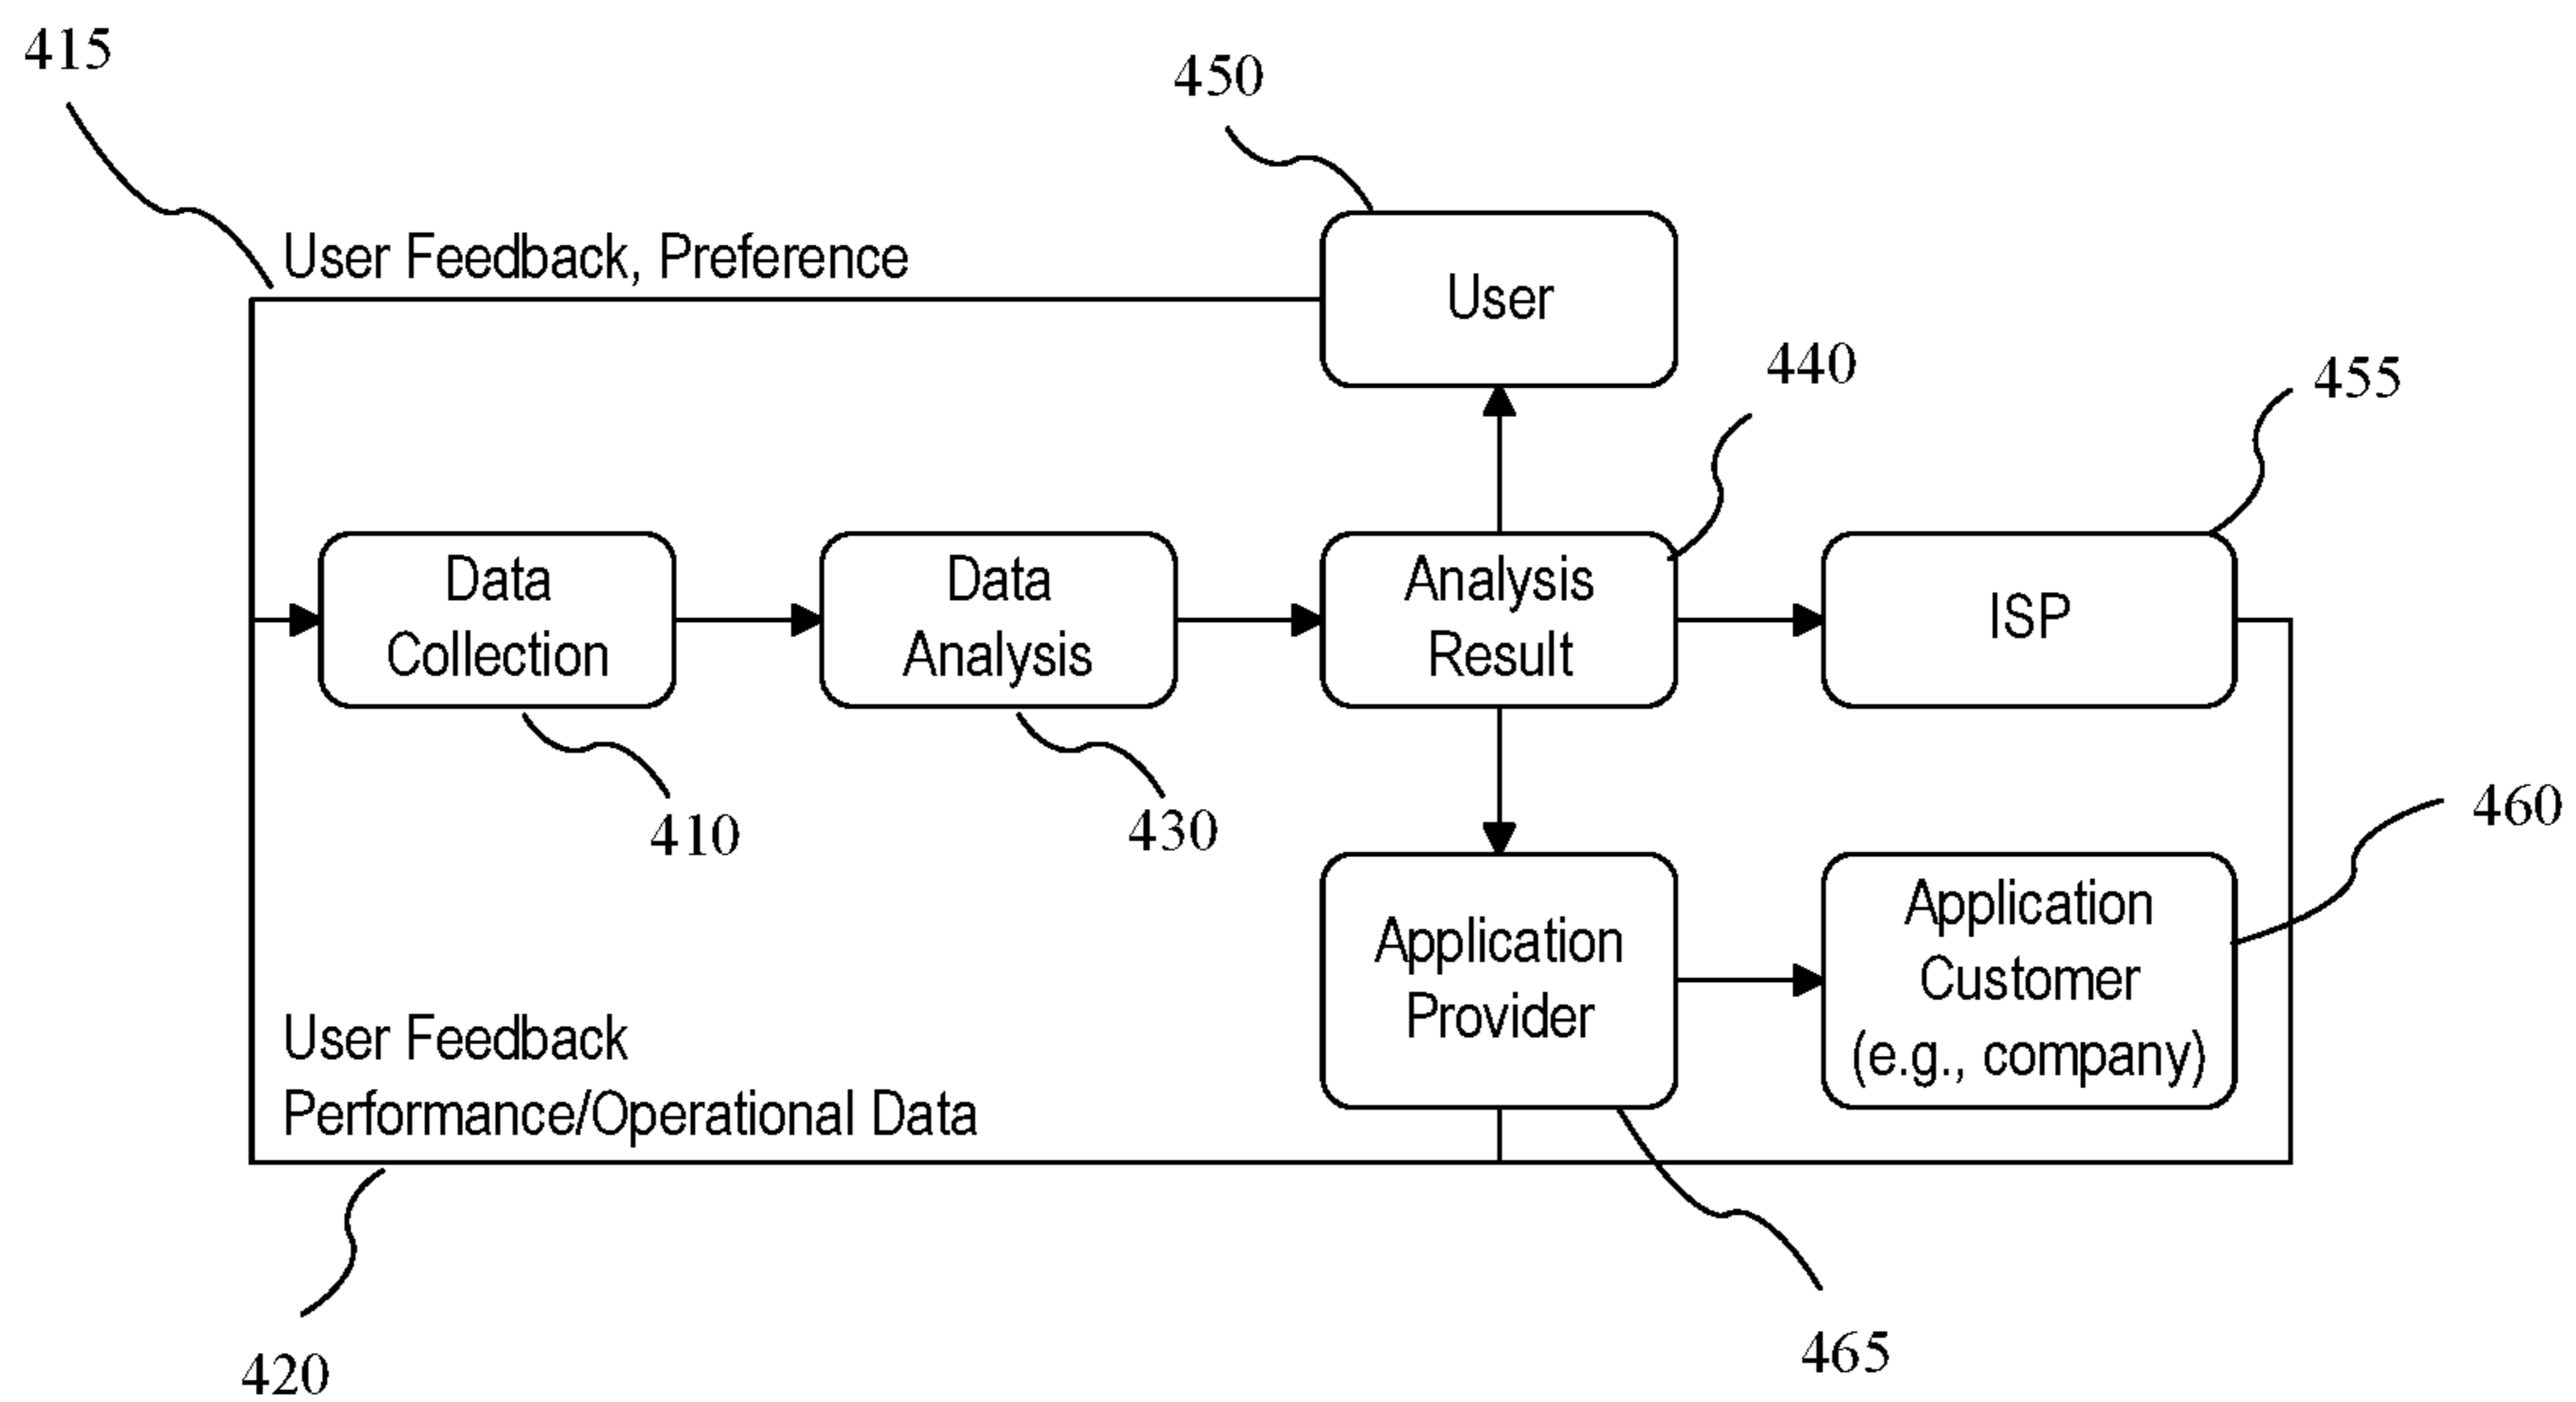 415
450
User Feedback, Preference
User
440
455
Data
Collection
Data
Analysis
Analysis
Result
ISP
410
430
460
Application
Provider
Application
Customer
(e.g., company)
User Feedback
Performance/Operational Data
420
465